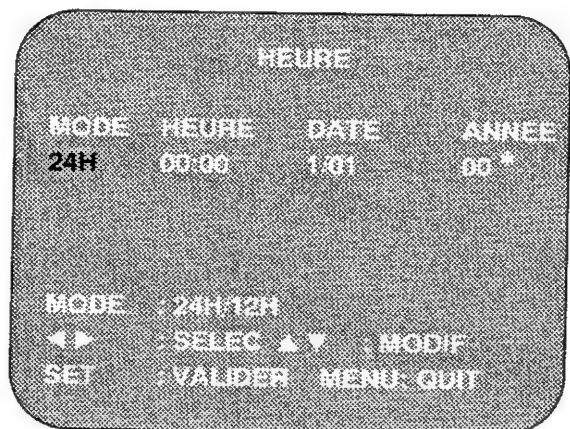 HEURE
MODE HEURE DATE ANNEE
24H 00:00 1/01 00 *
MODE : 24H/12H
◄► : SELEC ▲▼ : MODIF
SET : VALIDER MENU: QUIT